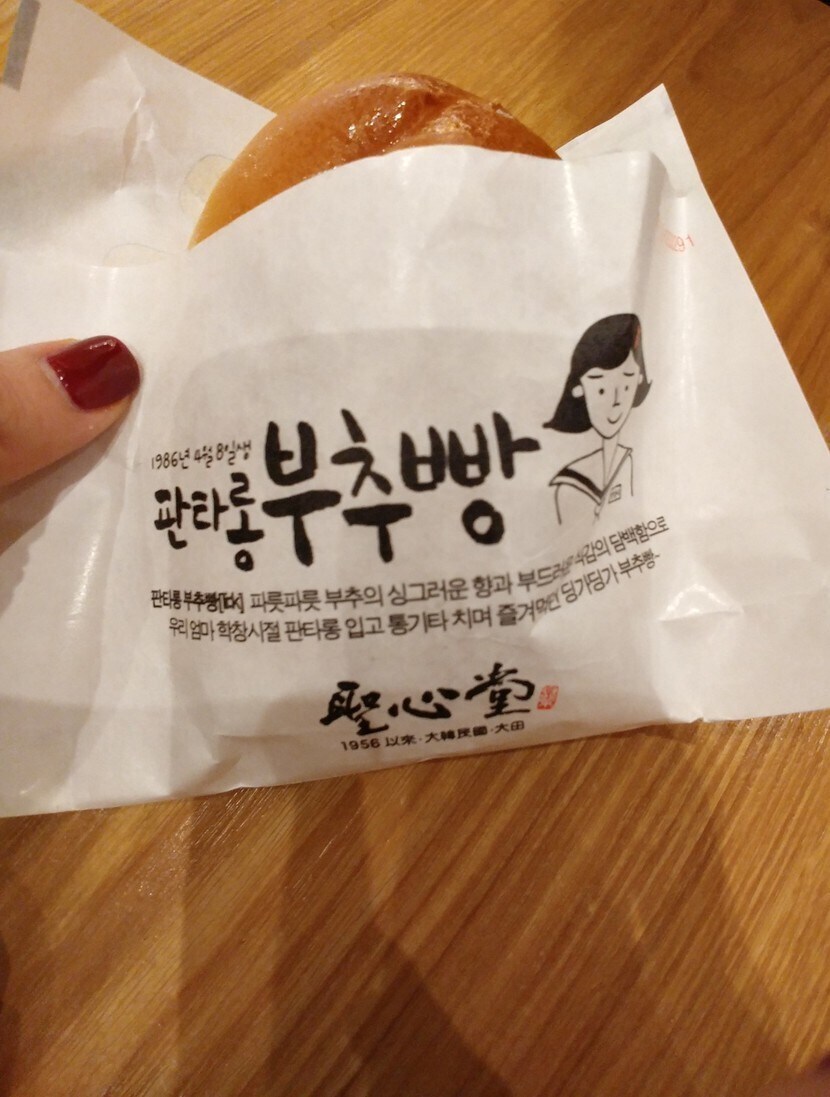 1986년 4월 8일생
판타롱 부추빵
판타롱 부추빵[Tok] 파릇파릇 부추의 싱그러운 향과 부드러운 식감의 담백함으로
우리 엄마 학창시절 판타롱 입고 통기타 치며 즐겨먹던 딩가딩가 부추빵~
聖心堂
1956 以來·大韓民國·大田